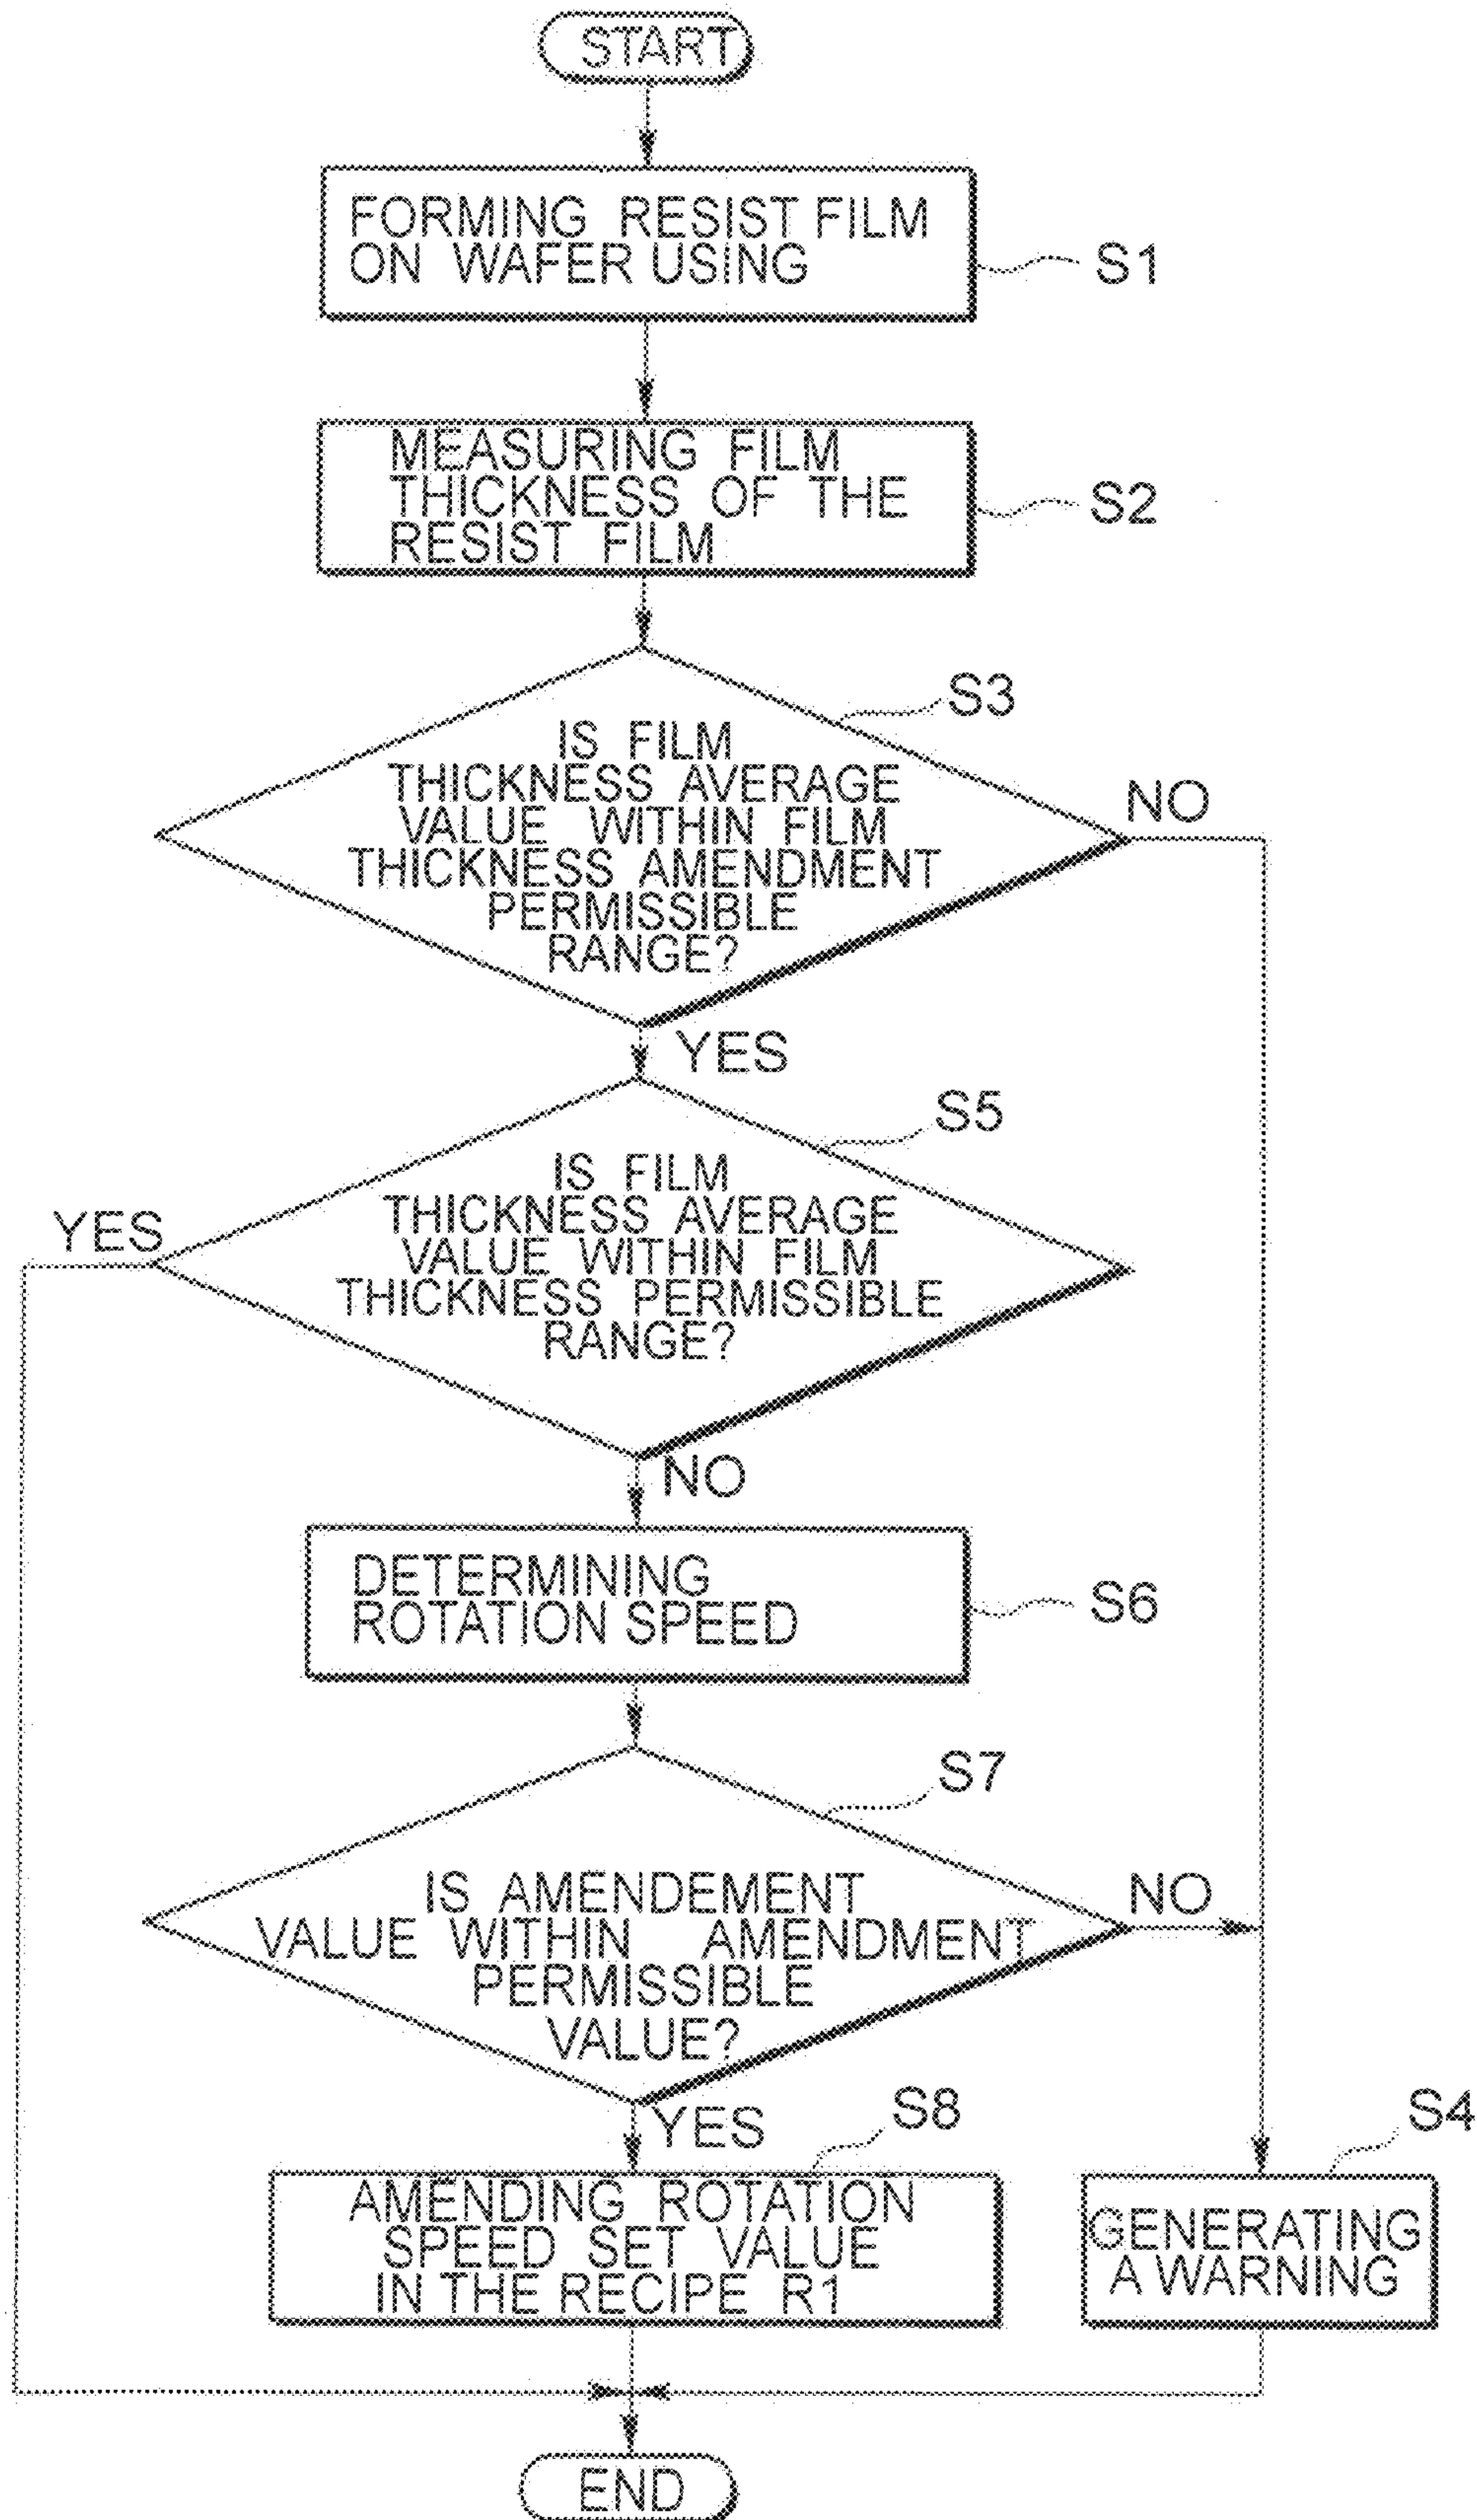 START
FORMING RESIST FILM
ON WAFER USING
S1
MEASURING FILM
THICKNESS OF THE
RESIST FILM
S2
S3
IS FILM
THICKNESS AVERAGE
VALUE WITHIN FILM
THICKNESS AMENDMENT
PERMISSIBLE
RANGE?
NO
YES
S5
IS FILM
THICKNESS AVERAGE
VALUE WITHIN FILM
THICKNESS PERMISSIBLE
RANGE?
YES
NO
DETERMINING
ROTATION SPEED
S6
S7
IS AMENDEMENT
VALUE WITHIN AMENDMENT
PERMISSIBLE
VALUE?
NO
YES
S8
AMENDING ROTATION
SPEED SET VALUE
IN THE RECIPE R1
S4
GENERATING
A WARNING
END